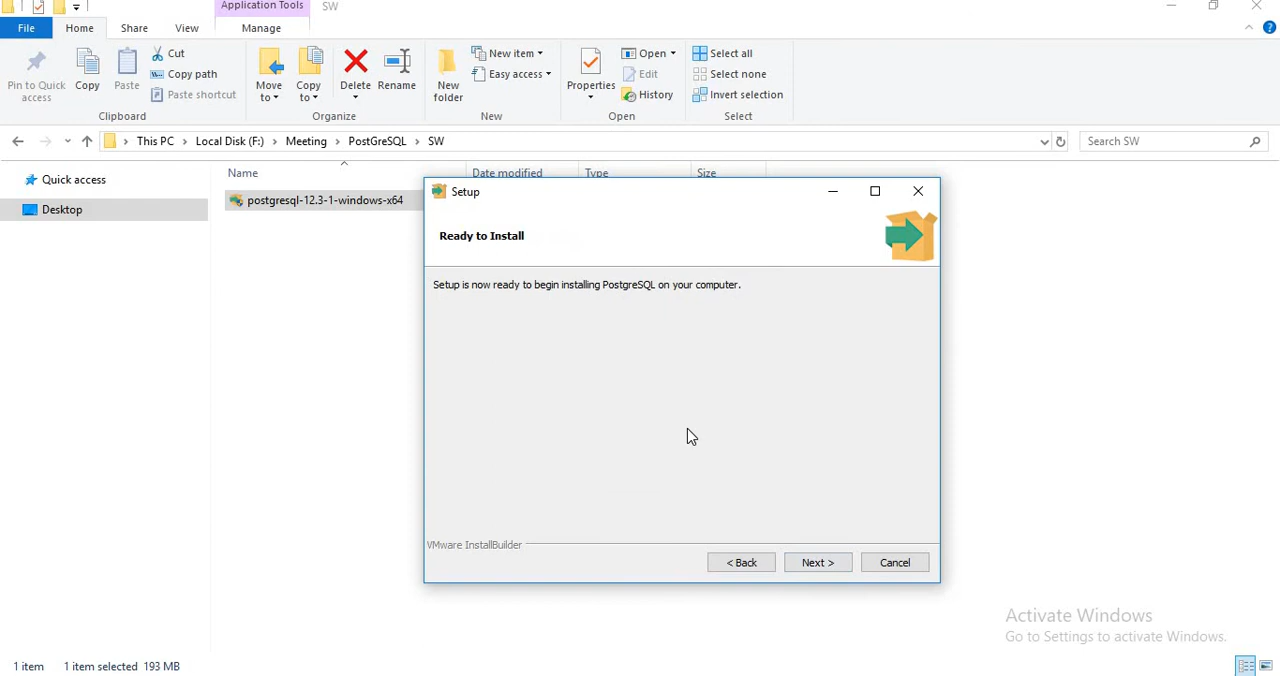 Application Tools SW
File Home Share View Manage
Pin to Quick access
Copy
Paste
Cut
Copy path
Paste shortcut
Clipboard
Move to
Copy to
Delete
Rename
Organize
New folder
New item
Easy access
New
Properties
Open
Edit
History
Open
Select all
Select none
Invert selection
Select
This PC > Local Disk (F:) > Meeting > PostGreSQL > SW
Search SW
Quick access
Desktop
Name Date modified Type Size
postgresql-12.3-1-windows-x64
Setup
Ready to Install
Setup is now ready to begin installing PostgreSQL on your computer.
VMware InstallBuilder
< Back Next > Cancel
Activate Windows
Go to Settings to activate Windows.
1 item 1 item selected 193 MB